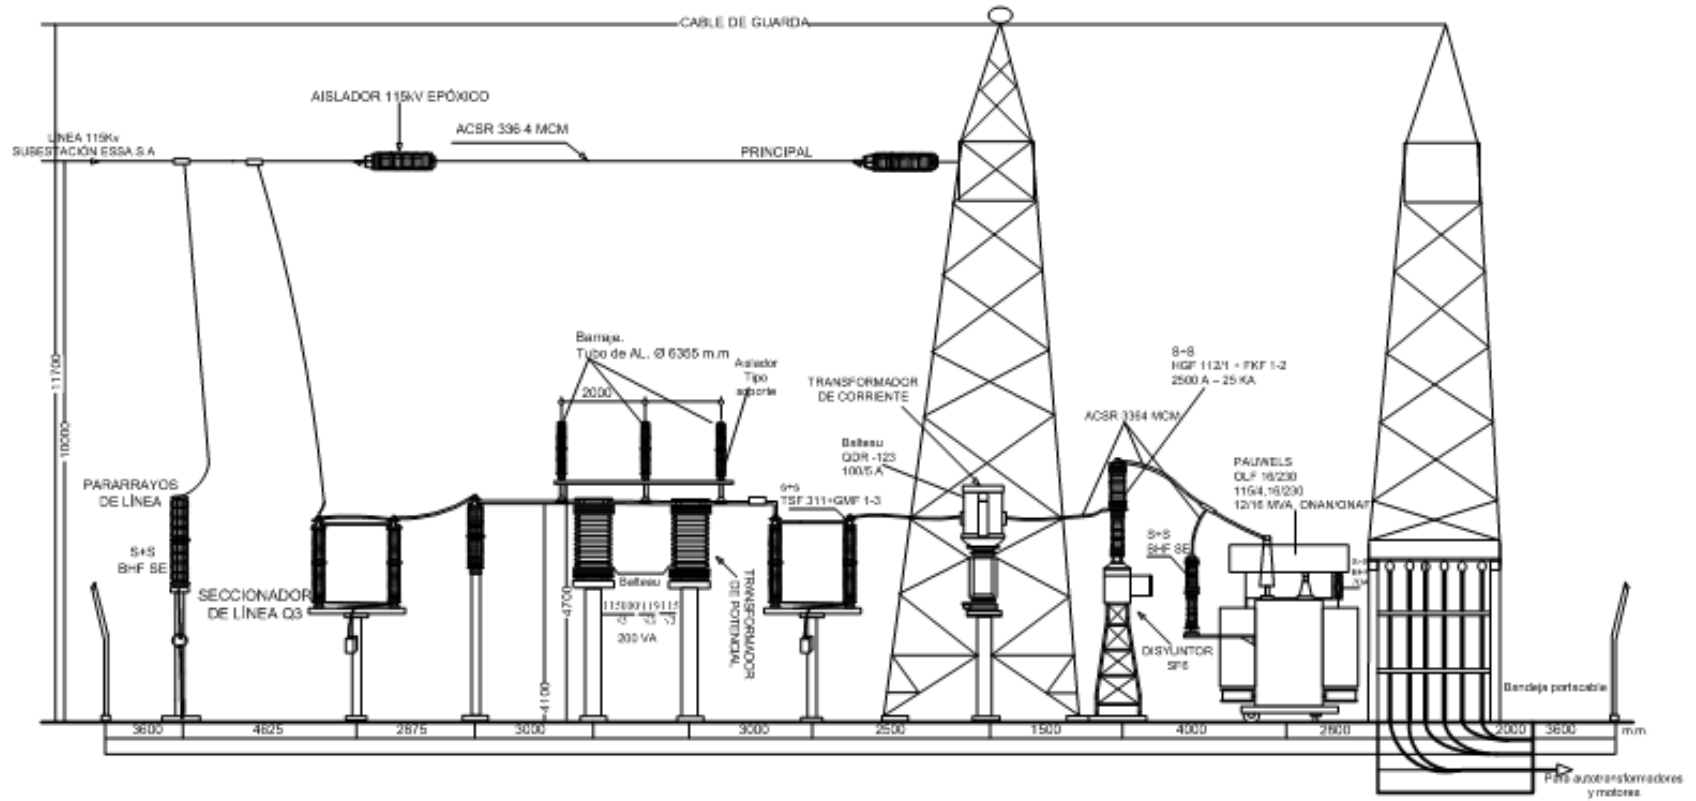 CABLE DE GUARDA
AISLADOR 115kV EPÓXICO
ACSR 336 4 MCM
LINEA 115Kv
SUBESTACIÓN ESSA S A
PRINCIPAL
11700
10000
Barraje.
Tubo de AL. Ø 6355 m.m
2000
Aislador
Tipo
soporte
TRANSFORMADOR
DE CORRIENTE
S+S
HGF 112/1 + FKF 1-2
2500 A – 25 KA
ACSR 3364 MCM
Balteau
QDR -123
100/5 A
PAUWELS
OLF 16/230
115/4,16/230
12/16 MVA, ONAN/ONAF
PARARRAYOS
DE LÍNEA
S+S
BHF SE
s+s
TSF 311+GMF 1-3
S+S
BHF SE
SECCIONADOR
DE LÍNEA Q3
Balteau
200 VA
4700
4100
TRANSFORMADOR
DE POTENCIAL
DISYUNTOR
SF6
Bandeja portacable
3600 4625 2875 3000 3000 2500 1500 4000 2800 2000 3600 m.m
Para autotransformadores
y motores